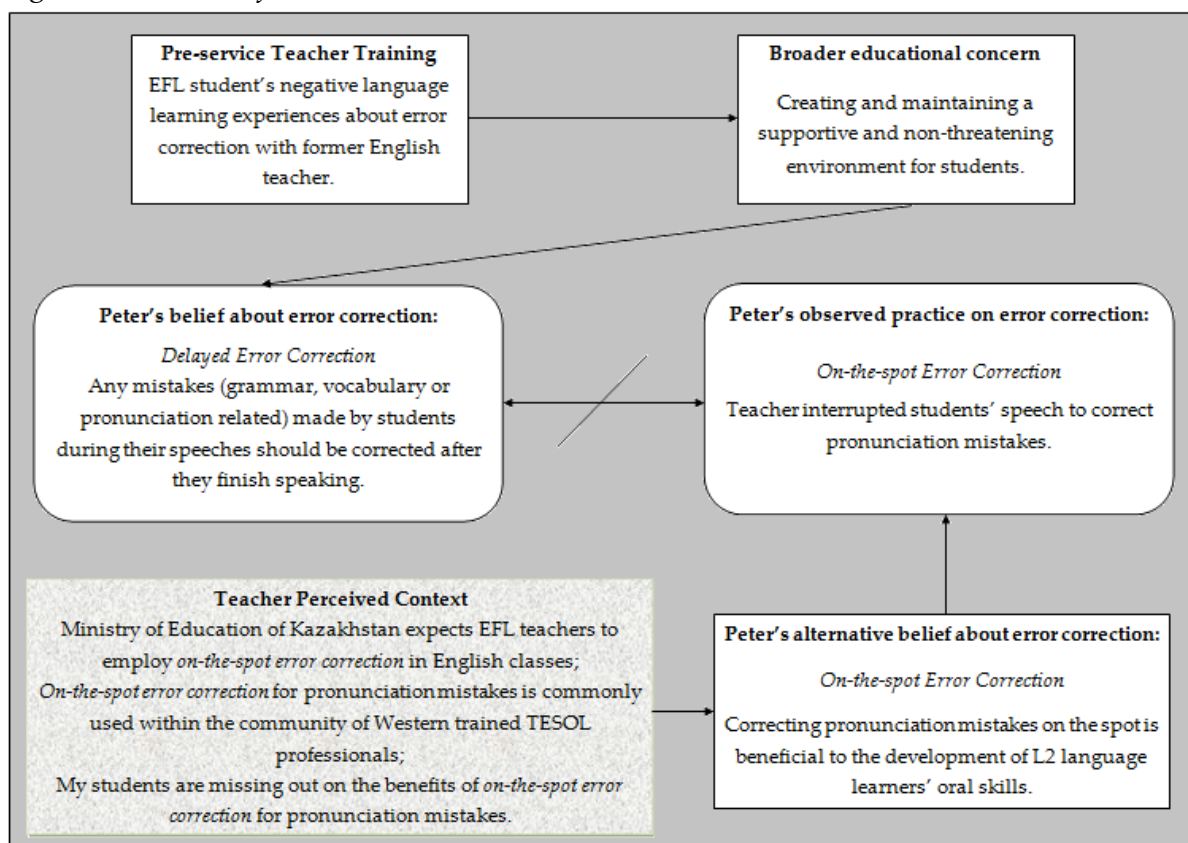 Pre-service Teacher Training
EFL student's negative language
learning experiences about error
correction with former English
teacher.
Broader educational concern
Creating and maintaining a
supportive and non-threatening
environment for students.
Peter's belief about error correction:
Delayed Error Correction
Any mistakes (grammar, vocabulary or
pronunciation related) made by students
during their speeches should be corrected after
they finish speaking.
Peter's observed practice on error correction:
On-the-spot Error Correction
Teacher interrupted students' speech to correct
pronunciation mistakes.
Teacher Perceived Context
Ministry of Education of Kazakhstan expects EFL teachers to
employ on-the-spot error correction in English classes;
On-the-spot error correction for pronunciation mistakes is commonly
used within the community of Western trained TESOL
professionals;
My students are missing out on the benefits of on-the-spot error
correction for pronunciation mistakes.
Peter's alternative belief about error correction:
On-the-spot Error Correction
Correcting pronunciation mistakes on the spot is
beneficial to the development of L2 language
learners' oral skills.